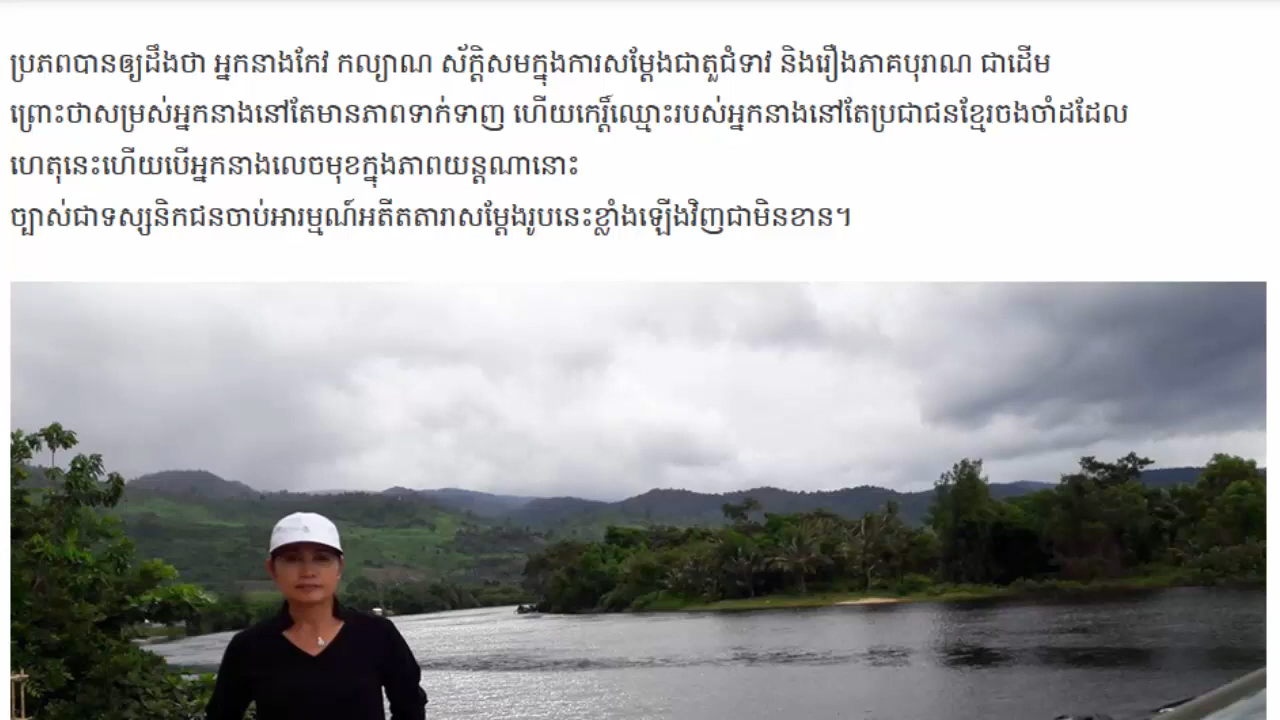 ប្រភពបានឲ្យដឹងថា អ្នកនាងកែវ កល្យាណ ស័ក្ដិសមក្នុងការសម្ដែងជាតួជំទាវ និងរឿងភាគបុរាណ ជាដើម
ព្រោះថាសម្រស់អ្នកនាងនៅតែមានភាពទាក់ទាញ ហើយកេរ្តិ៍ឈ្មោះរបស់អ្នកនាងនៅតែប្រជាជនខ្មែរចងចាំដដែល
ហេតុនេះហើយបើអ្នកនាងលេចមុខក្នុងភាពយន្តណានោះ
ច្បាស់ជាទស្សនិកជនចាប់អារម្មណ៍អតីតតារាសម្ដែងរូបនេះខ្លាំងឡើងវិញជាមិនខាន។